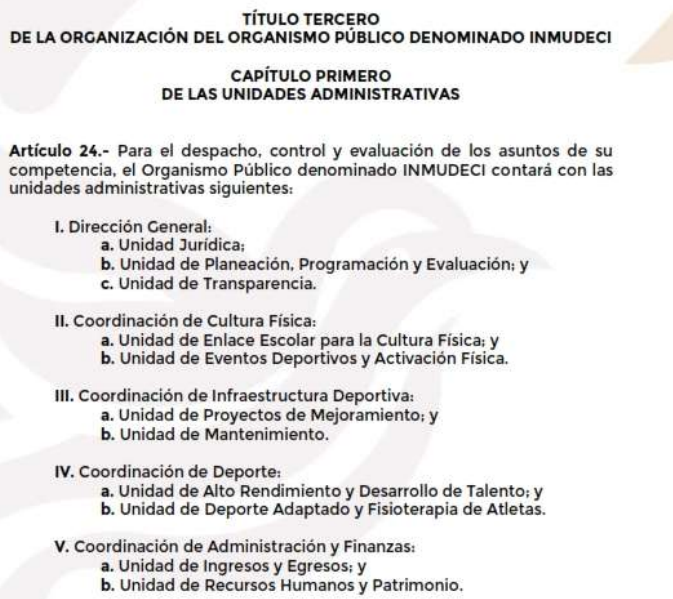 TÍTULO TERCERO
DE LA ORGANIZACIÓN DEL ORGANISMO PÚBLICO DENOMINADO INMUDECI
CAPÍTULO PRIMERO
DE LAS UNIDADES ADMINISTRATIVAS
Artículo 24.- Para el despacho, control y evaluación de los asuntos de su
competencia, el Organismo Público denominado INMUDECI contará con las
unidades administrativas siguientes:
I. Dirección General:
a. Unidad Jurídica;
b. Unidad de Planeación, Programación y Evaluación; y
c. Unidad de Transparencia.
II. Coordinación de Cultura Física:
a. Unidad de Enlace Escolar para la Cultura Física; y
b. Unidad de Eventos Deportivos y Activación Física.
III. Coordinación de Infraestructura Deportiva:
a. Unidad de Proyectos de Mejoramiento; y
b. Unidad de Mantenimiento.
IV. Coordinación de Deporte:
a. Unidad de Alto Rendimiento y Desarrollo de Talento; y
b. Unidad de Deporte Adaptado y Fisioterapia de Atletas.
V. Coordinación de Administración y Finanzas:
a. Unidad de Ingresos y Egresos; y
b. Unidad de Recursos Humanos y Patrimonio.